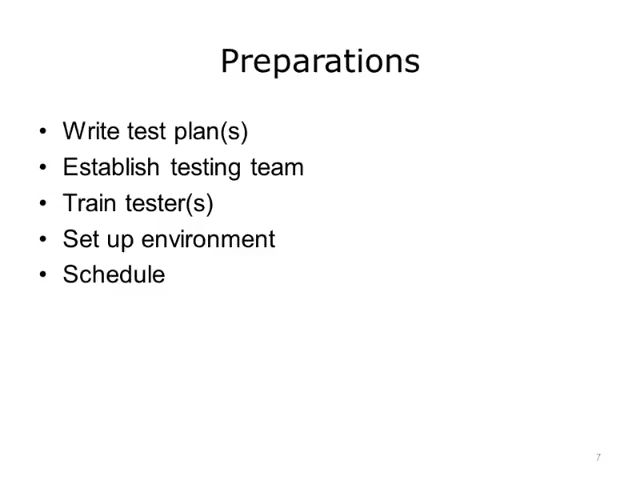 Preparations
• Write test plan(s)
• Establish testing team
• Train tester(s)
• Set up environment
• Schedule
7